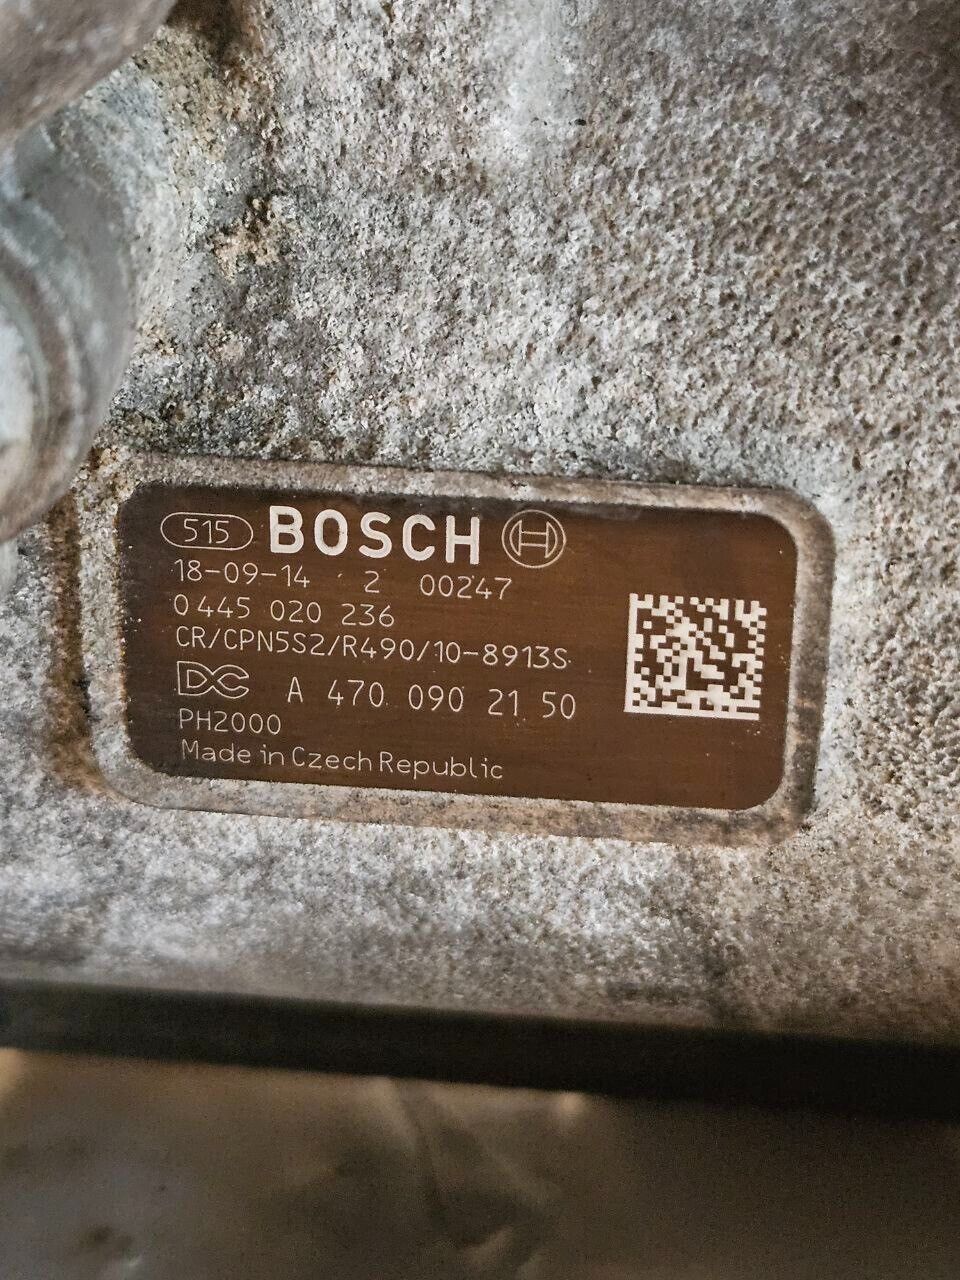 515 BOSCH
18-09-14 2 00247
0 445 020 236
CR/CPN5S2/R490/10-8913S
DC A 470 090 21 50
PH2000
Made in Czech Republic